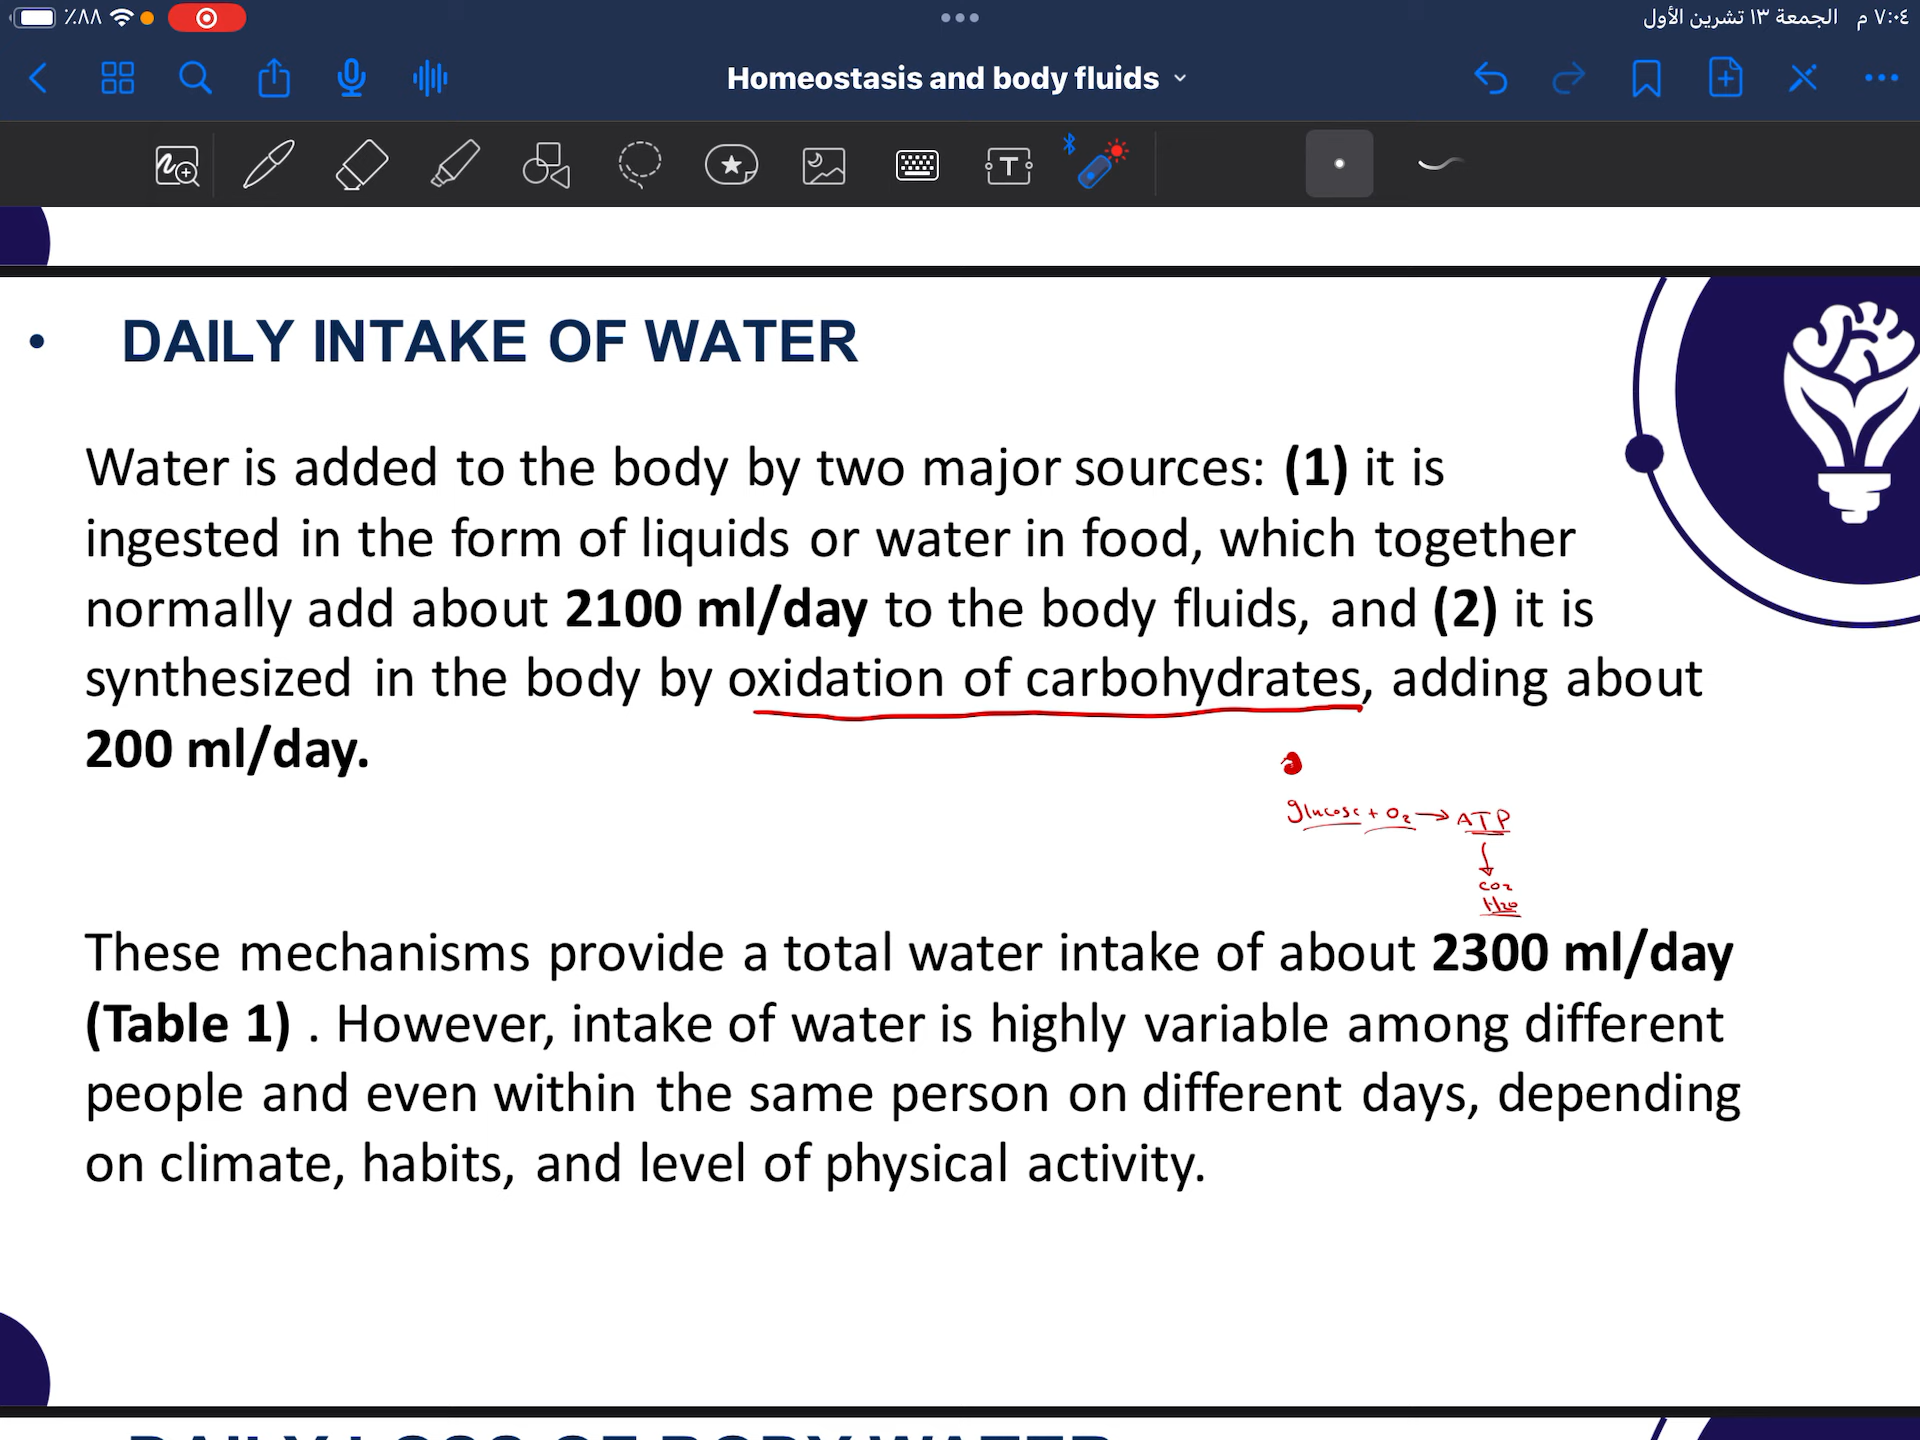 ٪٨٨
الجمعة ١٣ تشرين الأول ٧:٠٤ م
Homeostasis and body fluids
T
• DAILY INTAKE OF WATER
Water is added to the body by two major sources: (1) it is
ingested in the form of liquids or water in food, which together
normally add about 2100 ml/day to the body fluids, and (2) it is
synthesized in the body by oxidation of carbohydrates, adding about
200 ml/day.
glucose + O2 → ATP
CO2
H2O
These mechanisms provide a total water intake of about 2300 ml/day
(Table 1) . However, intake of water is highly variable among different
people and even within the same person on different days, depending
on climate, habits, and level of physical activity.
DAILY LOSS OF BODY WATER